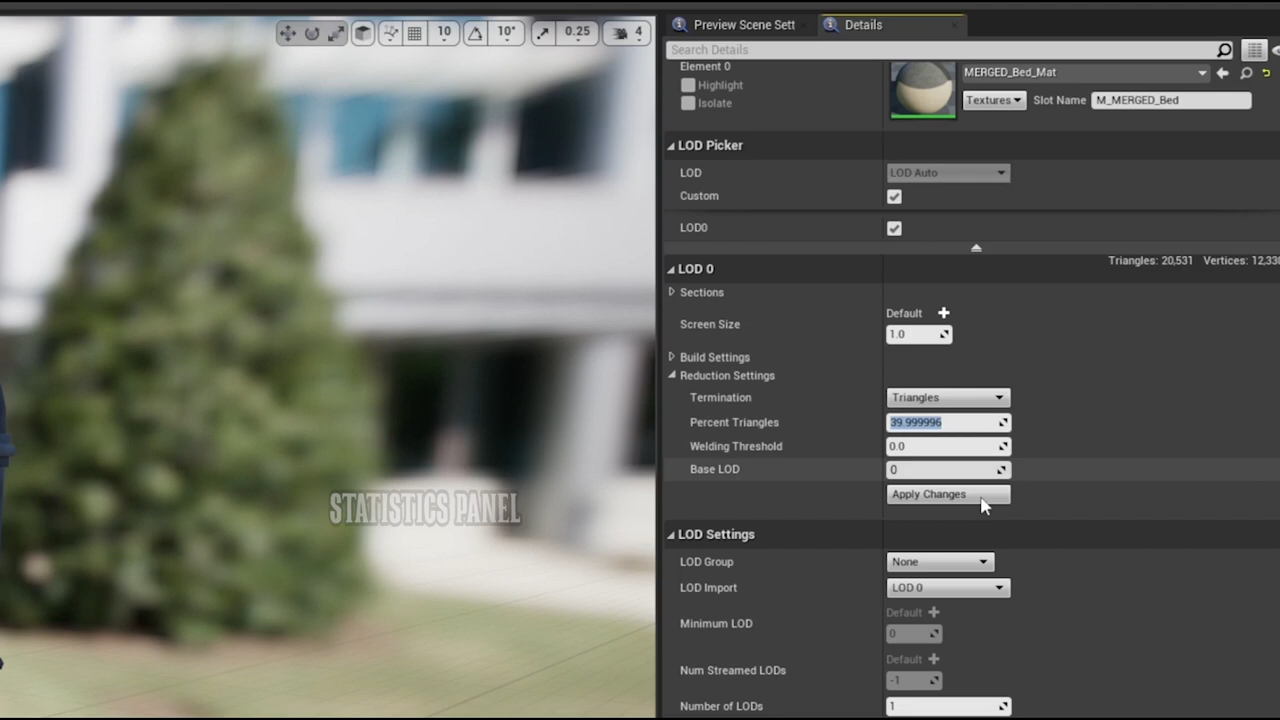 10 10° 0.25 4
Preview Scene Sett Details
Search Details
Element 0
Highlight
Isolate
MERGED_Bed_Mat
Textures Slot Name M_MERGED_Bed
LOD Picker
LOD LOD Auto
Custom
LOD0
LOD 0 Triangles: 20,531 Vertices: 12,330
Sections
Screen Size Default
1.0
Build Settings
Reduction Settings
Termination Triangles
Percent Triangles 39.999996
Welding Threshold 0.0
Base LOD 0
Apply Changes
STATISTICS PANEL
LOD Settings
LOD Group None
LOD Import LOD 0
Minimum LOD Default
0
Num Streamed LODs Default
-1
Number of LODs 1